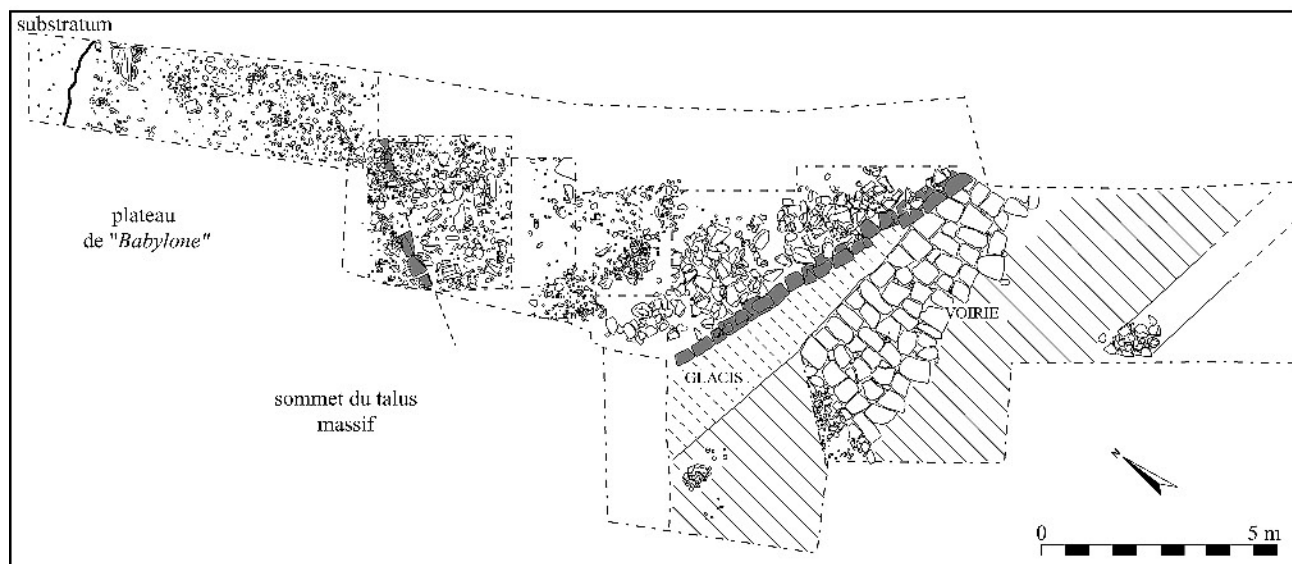 substratum
plateau
de "Babylone"
sommet du talus
massif
GLACIS
VOIRIE
N
0 5 m